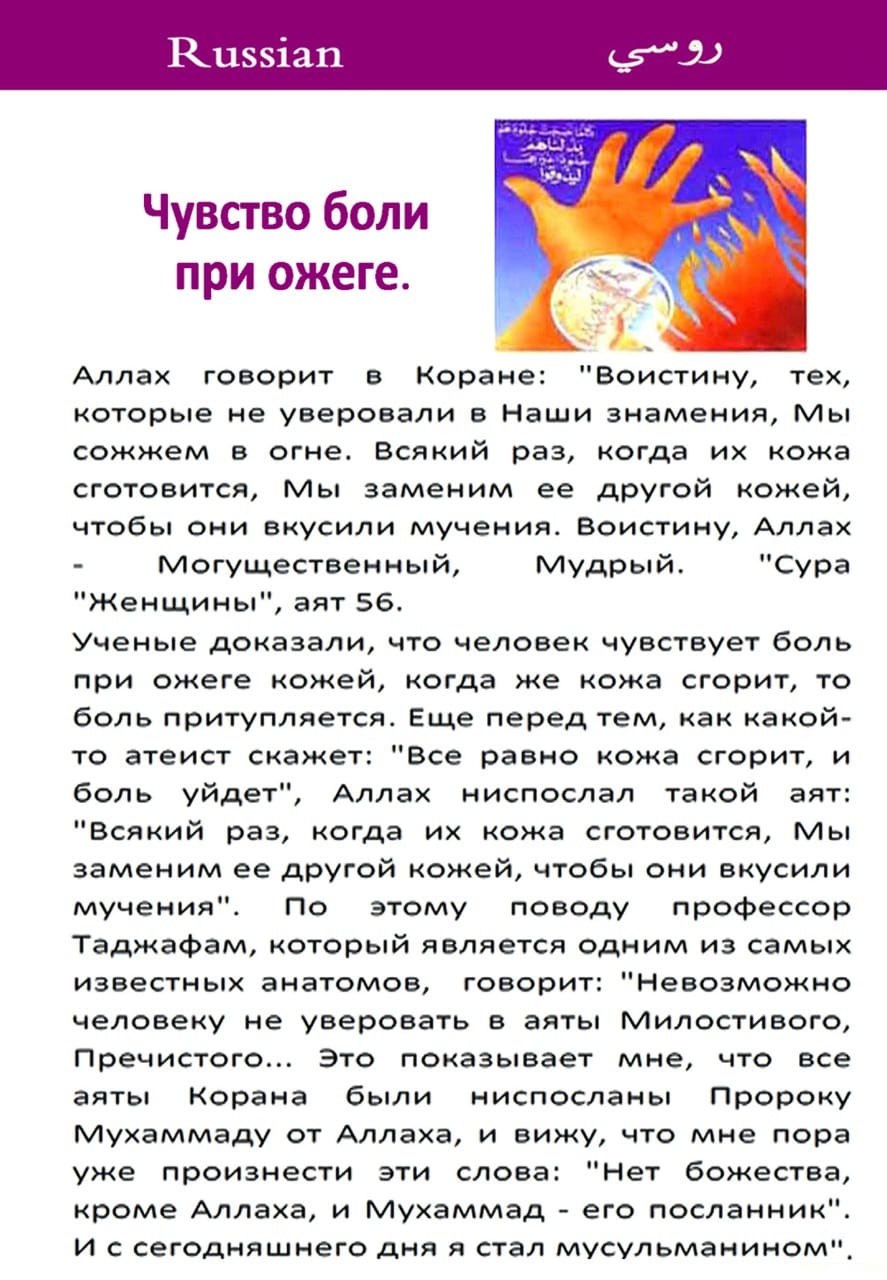 Russian روسي
Чувство боли
при ожеге.
بدلناهم
ليذوقوا
Аллах говорит в Коране: "Воистину, тех,
которые не уверовали в Наши знамения, Мы
сожжем в огне. Всякий раз, когда их кожа
сготовится, Мы заменим ее другой кожей,
чтобы они вкусили мучения. Воистину, Аллах
- Могущественный, Мудрый. "Сура
"Женщины", аят 56.
Ученые доказали, что человек чувствует боль
при ожеге кожей, когда же кожа сгорит, то
боль притупляется. Еще перед тем, как какой-
то атеист скажет: "Все равно кожа сгорит, и
боль уйдет", Аллах ниспослал такой аят:
"Всякий раз, когда их кожа сготовится, Мы
заменим ее другой кожей, чтобы они вкусили
мучения". По этому поводу профессор
Таджафам, который является одним из самых
известных анатомов, говорит: "Невозможно
человеку не уверовать в аяты Милостивого,
Пречистого... Это показывает мне, что все
аяты Корана были ниспосланы Пророку
Мухаммаду от Аллаха, и вижу, что мне пора
уже произнести эти слова: "Нет божества,
кроме Аллаха, и Мухаммад - его посланник".
И с сегодняшнего дня я стал мусульманином".